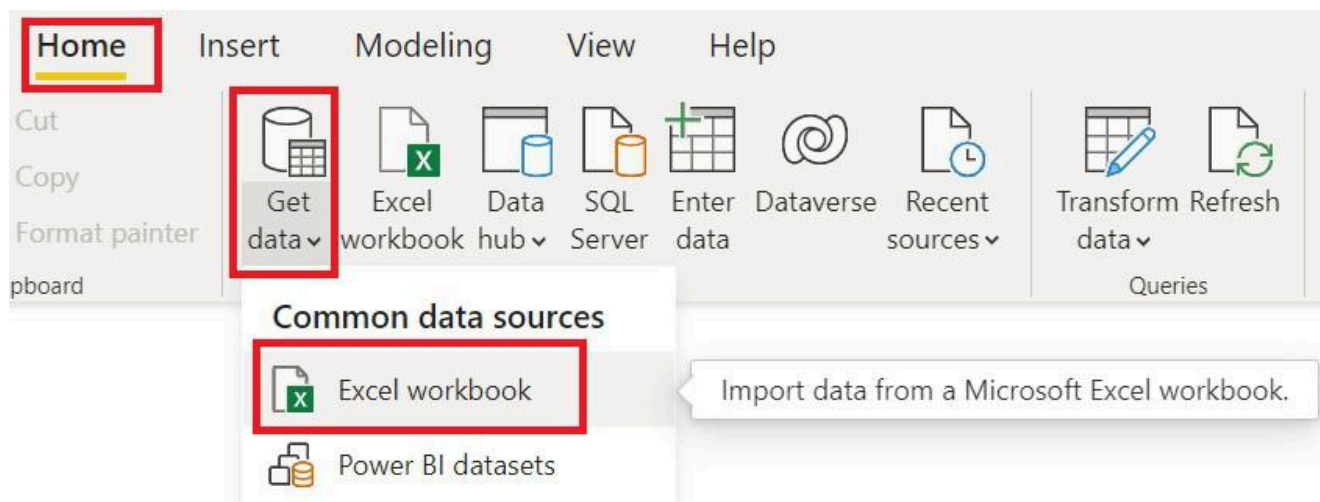 Home Insert Modeling View Help
Cut
Copy
Format painter
pboard
Get data
Excel workbook
Data hub
SQL Server
Enter data
Dataverse
Recent sources
Transform data
Refresh
Queries
Common data sources
X Excel workbook
Import data from a Microsoft Excel workbook.
Power BI datasets